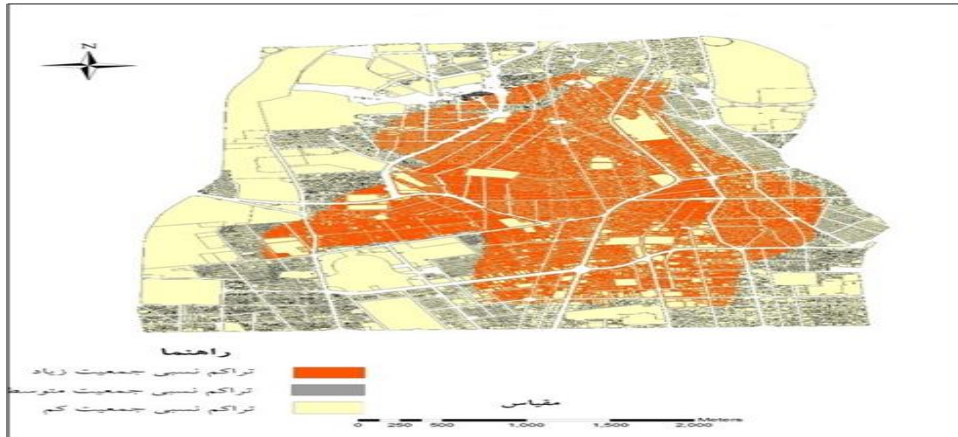 N
راهنما
تراکم نسبی جمعیت زیاد
تراکم نسبی جمعیت متوسط
تراکم نسبی جمعیت کم
مقیاس
Meters
0 250 500 1,000 1,500 2,000